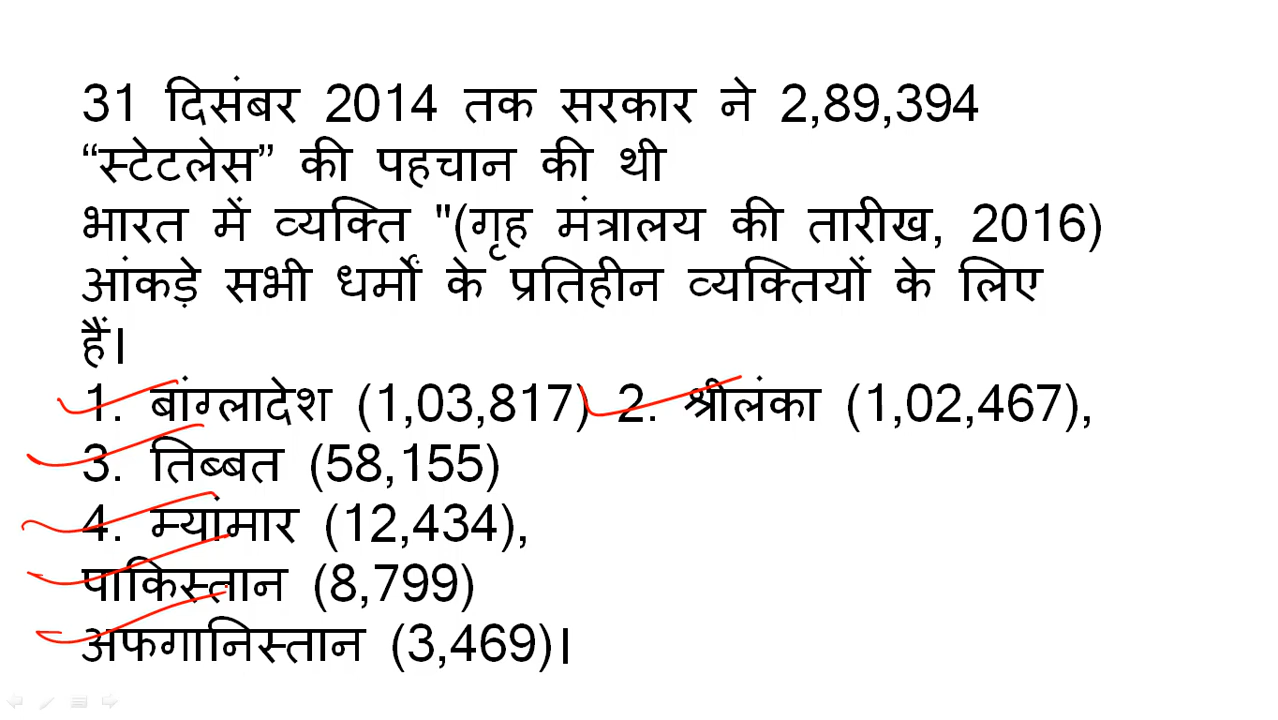 31 दिसंबर 2014 तक सरकार ने 2,89,394
“स्टेटलेस” की पहचान की थी
भारत में व्यक्ति "(गृह मंत्रालय की तारीख, 2016)
आंकड़े सभी धर्मों के प्रतिहीन व्यक्तियों के लिए
हैं।
1. बांग्लादेश (1,03,817) 2. श्रीलंका (1,02,467),
3. तिब्बत (58,155)
4. म्यांमार (12,434),
पाकिस्तान (8,799)
अफगानिस्तान (3,469)।